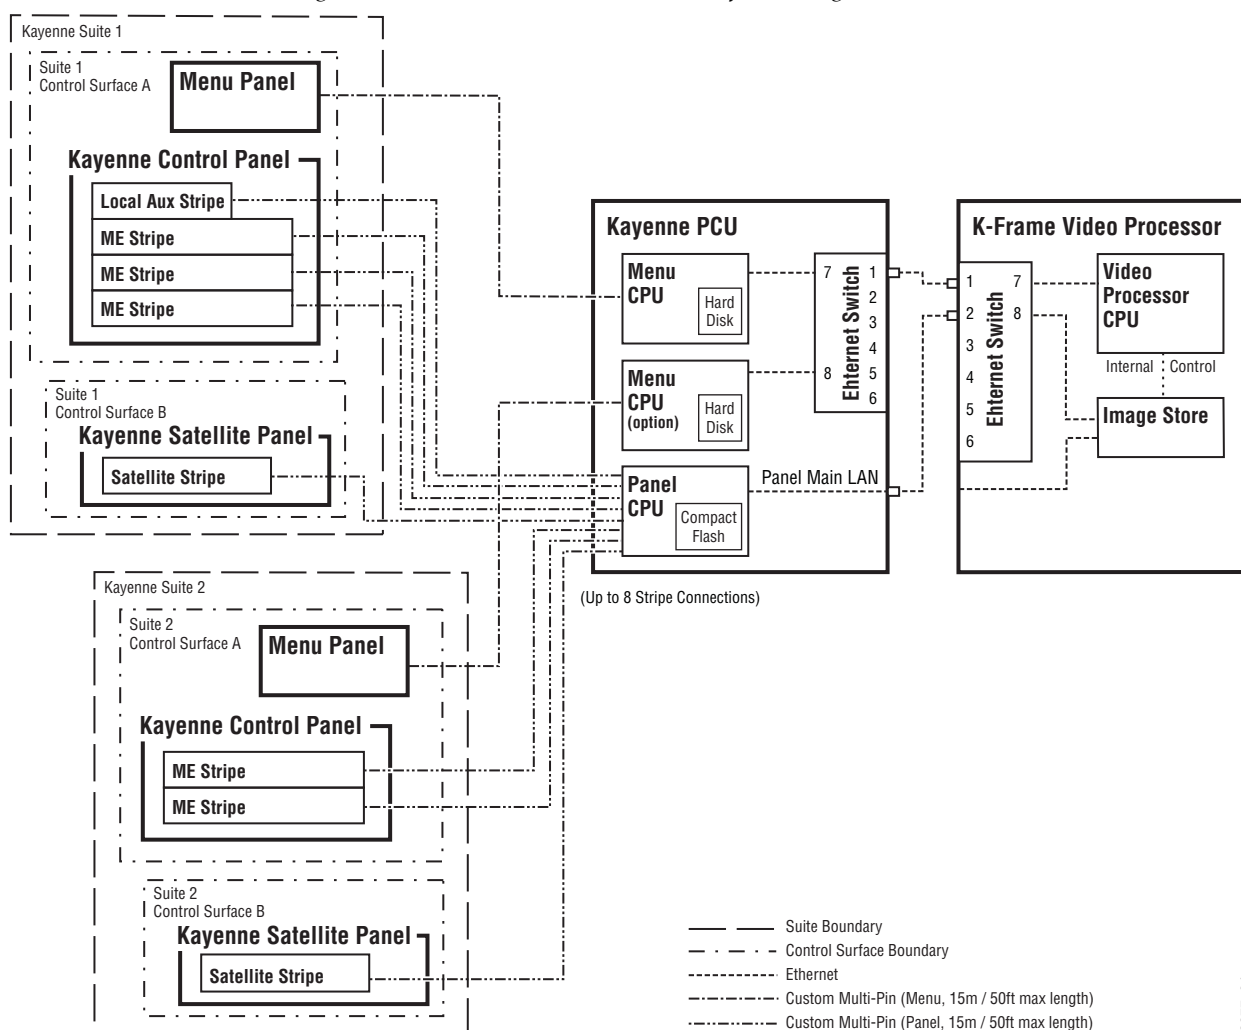 Kayenne Suite 1
Suite 1
Control Surface A
Menu Panel
Kayenne Control Panel
Local Aux Stripe
ME Stripe
ME Stripe
ME Stripe
Suite 1
Control Surface B
Kayenne Satellite Panel
Satellite Stripe
Kayenne PCU
Menu
CPU
Hard
Disk
Menu
CPU
(option)
Hard
Disk
Panel
CPU
Compact
Flash
7
8
Ehternet Switch
1
2
3
4
5
6
Panel Main LAN
(Up to 8 Stripe Connections)
K-Frame Video Processor
1
2
3
4
5
6
Ehternet Switch
7
8
Video
Processor
CPU
Internal
Control
Image Store
Kayenne Suite 2
Suite 2
Control Surface A
Menu Panel
Kayenne Control Panel
ME Stripe
ME Stripe
Suite 2
Control Surface B
Kayenne Satellite Panel
Satellite Stripe
Suite Boundary
Control Surface Boundary
Ethernet
Custom Multi-Pin (Menu, 15m / 50ft max length)
Custom Multi-Pin (Panel, 15m / 50ft max length)